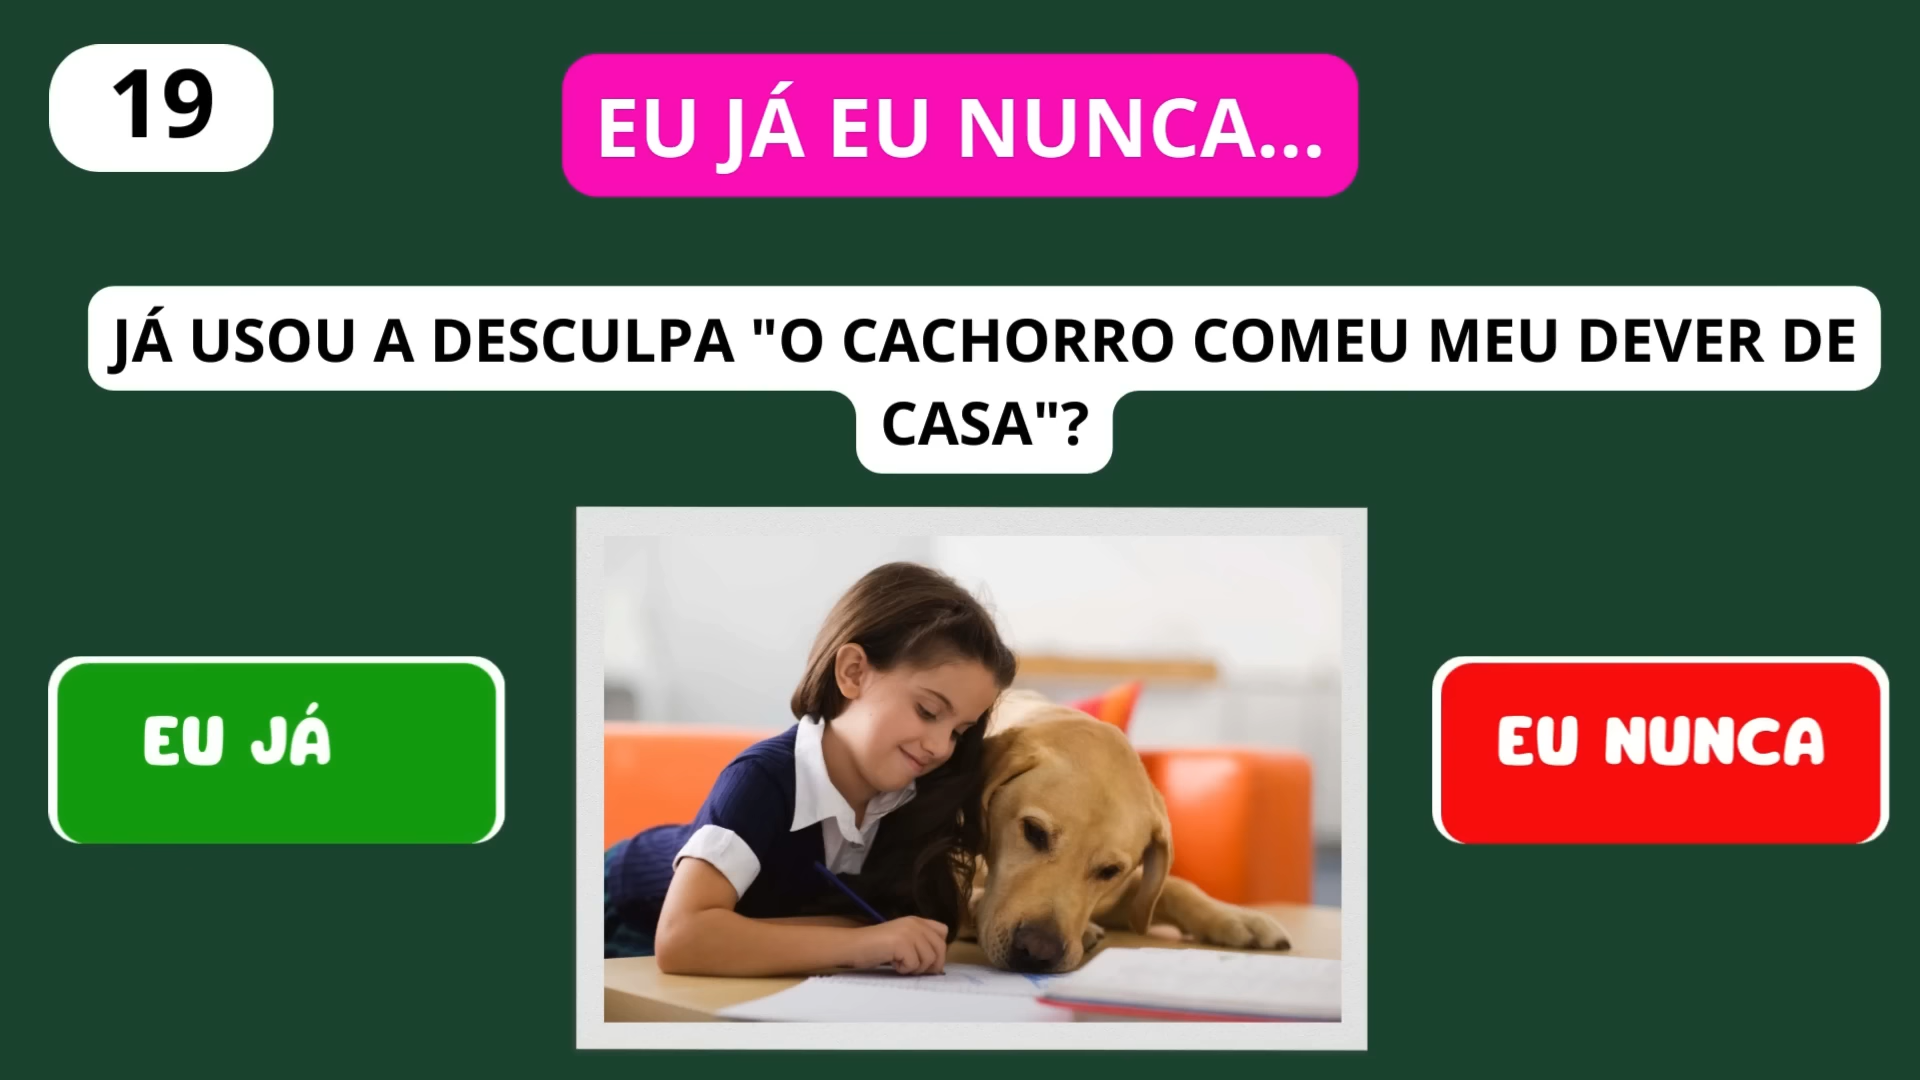 19
EU JÁ EU NUNCA...
JÁ USOU A DESCULPA "O CACHORRO COMEU MEU DEVER DE
CASA"?
EU JÁ
EU NUNCA